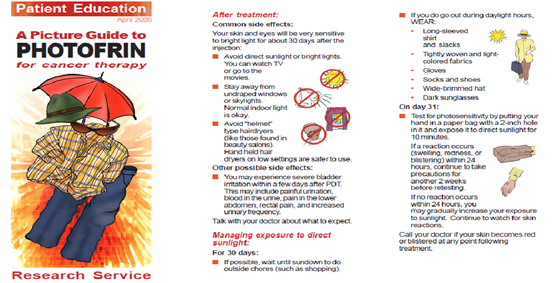 Patient Education
April 2006
A Picture Guide to
PHOTOFRIN
for cancer therapy
Research Service
After treatment:
Common side effects:
Your skin and eyes will be very sensitive
to bright light for about 30 days after the
injection:
Avoid direct sunlight or bright lights.
You can watch TV
or go to the
movies.
Stay away from
undraped windows
or skylights.
Normal indoor light
is okay.
Avoid "helmet"
type hairdryers
(like those found in
beauty salons).
Hand held hair
dryers on low settings are safer to use.
Other possible side effects:
You may experience severe bladder
irritation within a few days after PDT.
This may include painful urination,
blood in the urine, pain in the lower
abdomen, rectal pain, and increased
urinary frequency.
Talk with your doctor about what to expect.
Managing exposure to direct
sunlight:
For 30 days:
If possible, wait until sundown to do
outside chores (such as shopping).
If you do go out during daylight hours,
WEAR:
Long-sleeved
shirt
and slacks
Tightly woven and light-
colored fabrics
Gloves
Socks and shoes
Wide-brimmed hat
Dark sunglasses
On day 31:
Test for photosensitivity by putting your
hand in a paper bag with a 2-inch hole
in it and expose it to direct sunlight for
10 minutes.
If a reaction occurs
(swelling, redness, or
blistering) within 24
hours, continue to take
precautions for
another 2 weeks
before retesting.
If no reaction occurs
within 24 hours, you
may gradually increase your exposure
to sunlight. Continue to watch for skin
reactions.
Call your doctor if your skin becomes red
or blistered at any point following
treatment.